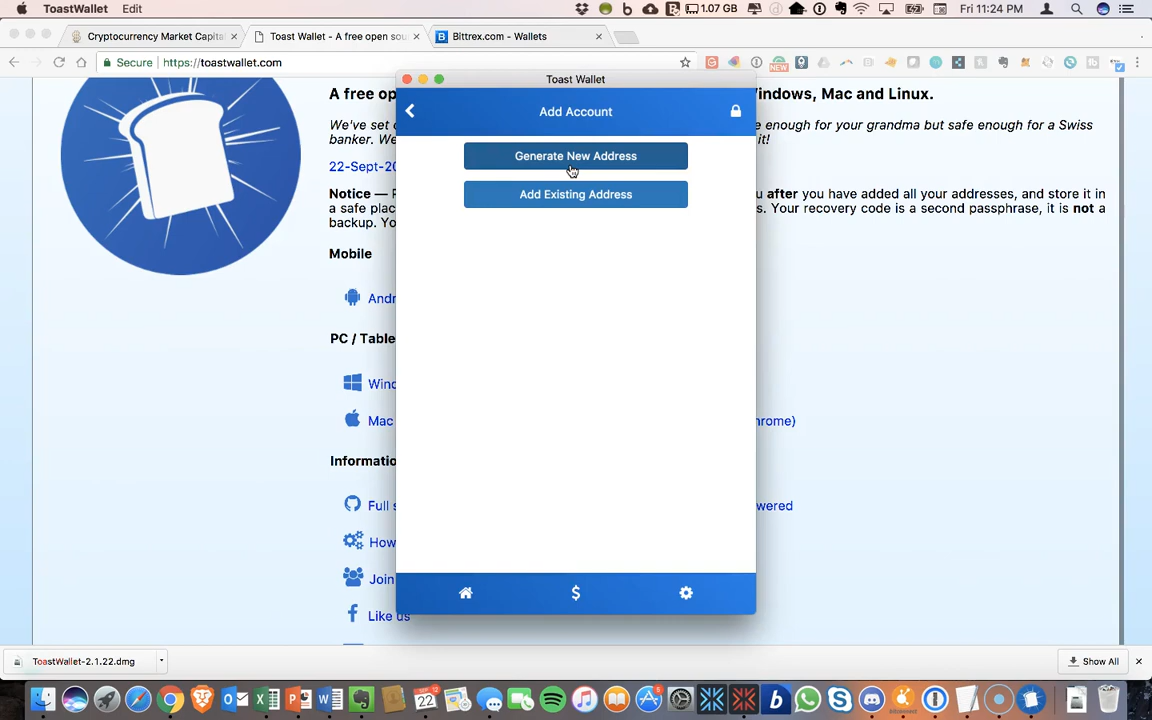 ToastWallet Edit
1.07 GB
Fri 11:24 PM
Cryptocurrency Market Capital
Toast Wallet - A free open sou
Bittrex.com - Wallets
Secure https://toastwallet.com
NEW
Toast Wallet
Add Account
Generate New Address
Add Existing Address
A free op
indows, Mac and Linux.
We've set
e enough for your grandma but safe enough for a Swiss
banker. We
it!
22-Sept-20
Notice —
u after you have added all your addresses, and store it in
a safe plac
s. Your recovery code is a second passphrase, it is not a
backup. Yo
Mobile
Andr
PC / Table
Wind
Mac
hrome)
Informatio
Full s
wered
How
Join
Like us
ToastWallet-2.1.22.dmg
Show All